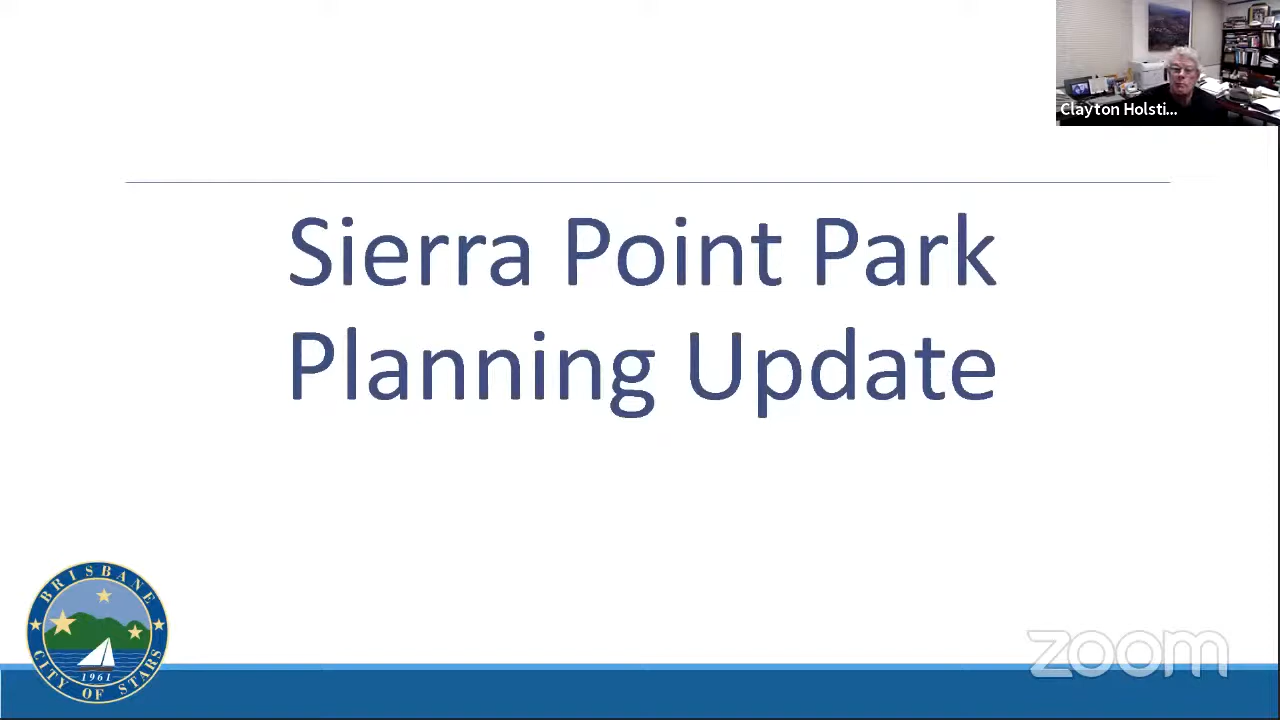 Clayton Holsti...
Sierra Point Park
Planning Update
BRISBANE
1961
CITY OF STARS
zoom